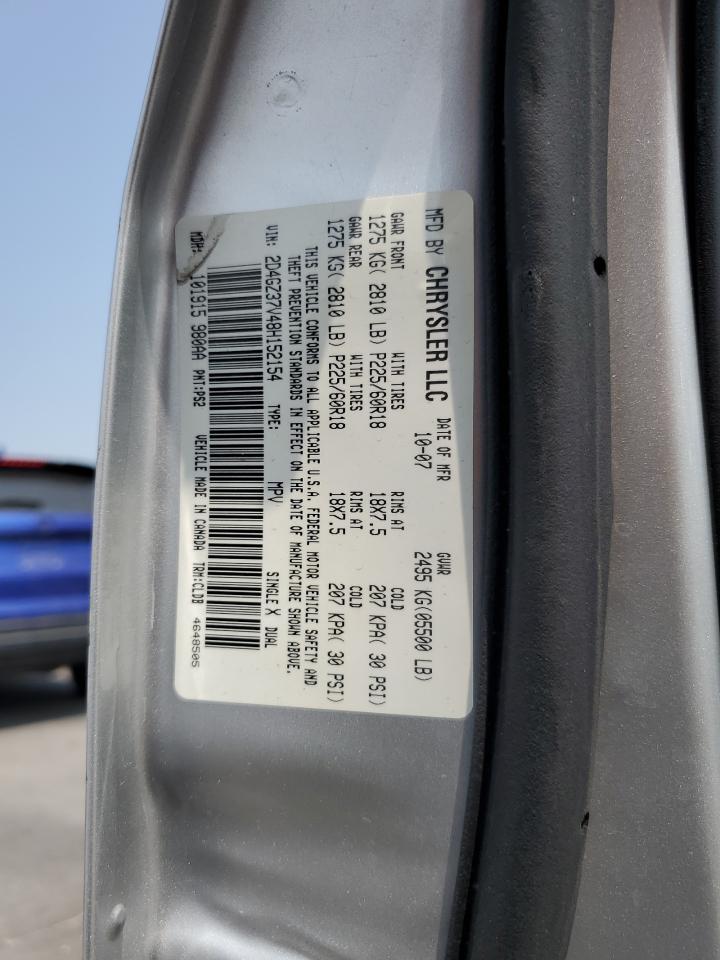 MFD BY CHRYSLER LLC DATE OF MFR GVWR
10-07 2495 KG(05500 LB)
GAWR FRONT WITH TIRES RIMS AT COLD
1275 KG( 2810 LB) P225/60R18 18X7.5 207 KPA( 30 PSI)
GAWR REAR WITH TIRES RIMS AT COLD
1275 KG( 2810 LB) P225/60R18 18X7.5 207 KPA( 30 PSI)
THIS VEHICLE CONFORMS TO ALL APPLICABLE U.S.A. FEDERAL MOTOR VEHICLE SAFETY AND
THEFT PREVENTION STANDARDS IN EFFECT ON THE DATE OF MANUFACTURE SHOWN ABOVE.
VIN: 2D4GZ37V48H152154 TYPE: MPV SINGLE X DUAL
MDH: 101915 980AA PNT:PS2 VEHICLE MADE IN CANADA TRM:CLDB 4648505